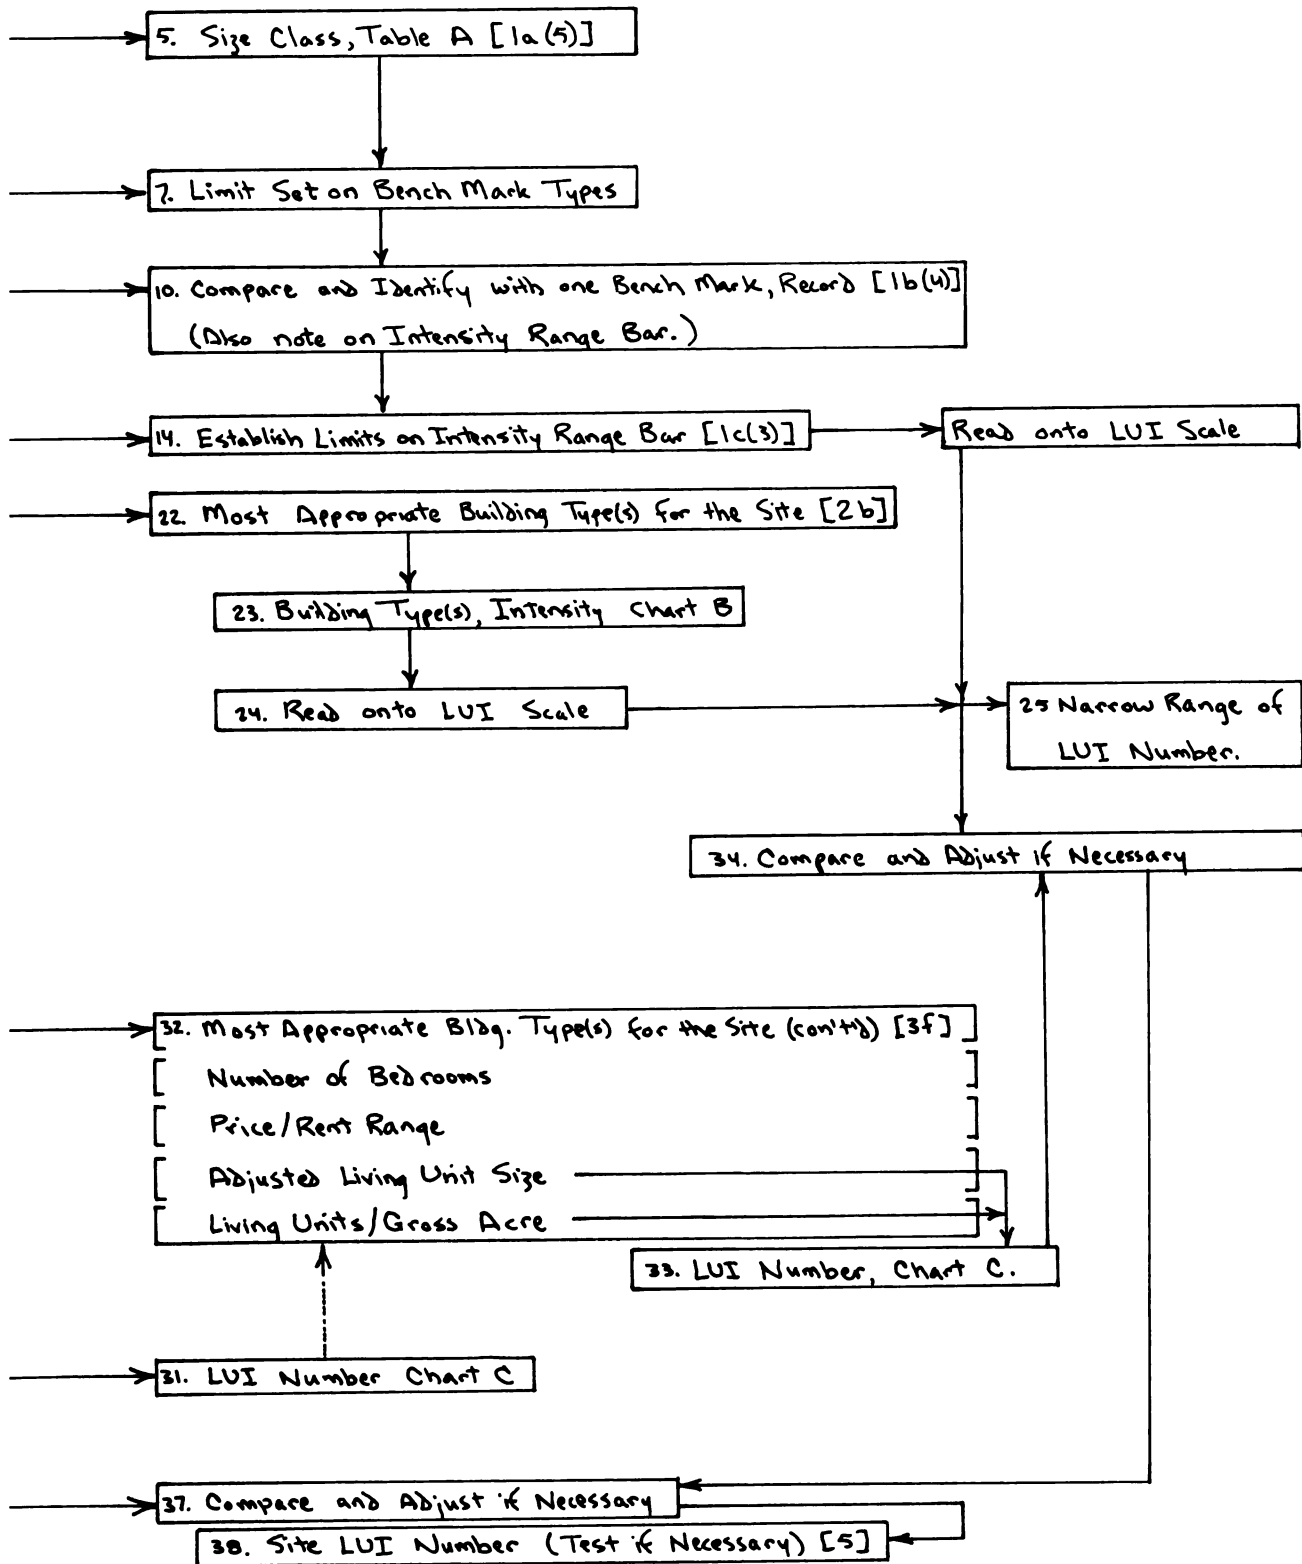 5. Size Class, Table A [1a(5)]
7. Limit Set on Bench Mark Types
10. Compare and Identify with one Bench Mark, Record [1b(4)]
(Also note on Intensity Range Bar.)
14. Establish Limits on Intensity Range Bar [1c(3)]
Read onto LUI Scale
22. Most Appropriate Building Type(s) for the Site [2b]
23. Building Type(s), Intensity Chart B
24. Read onto LUI Scale
25 Narrow Range of
LUI Number.
34. Compare and Adjust if Necessary
32. Most Appropriate Bldg. Type(s) for the Site (con't'd) [3f]
Number of Bedrooms
Price/Rent Range
Adjusted Living Unit Size
Living Units/Gross Acre
33. LUI Number, Chart C.
31. LUI Number Chart C
37. Compare and Adjust if Necessary
38. Site LUI Number (Test if Necessary) [5]